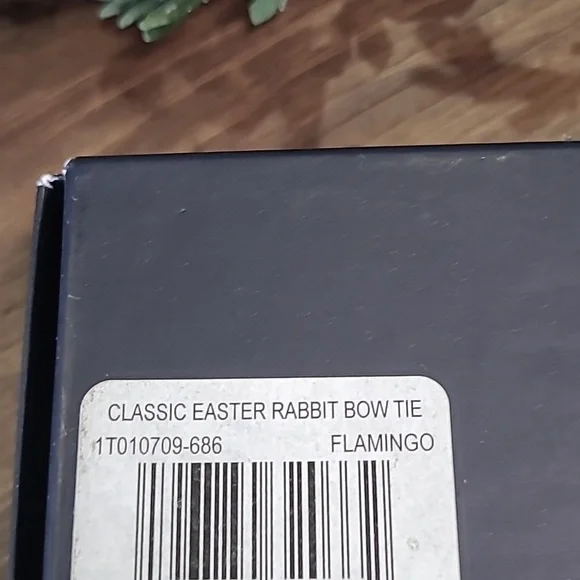 CLASSIC EASTER RABBIT BOW TIE
1T010709-686 FLAMINGO